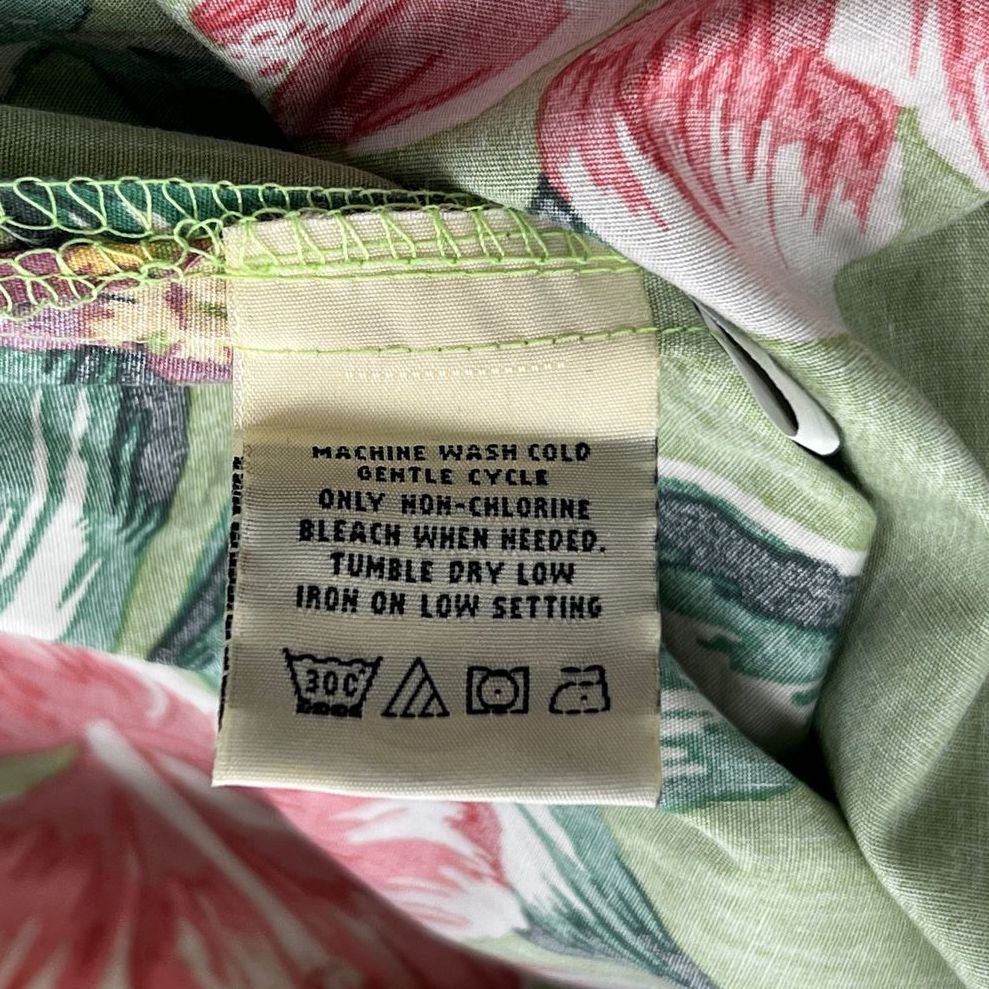 MACHINE WASH COLD
GENTLE CYCLE
ONLY NON-CHLORINE
BLEACH WHEN NEEDED.
TUMBLE DRY LOW
IRON ON LOW SETTING
30C